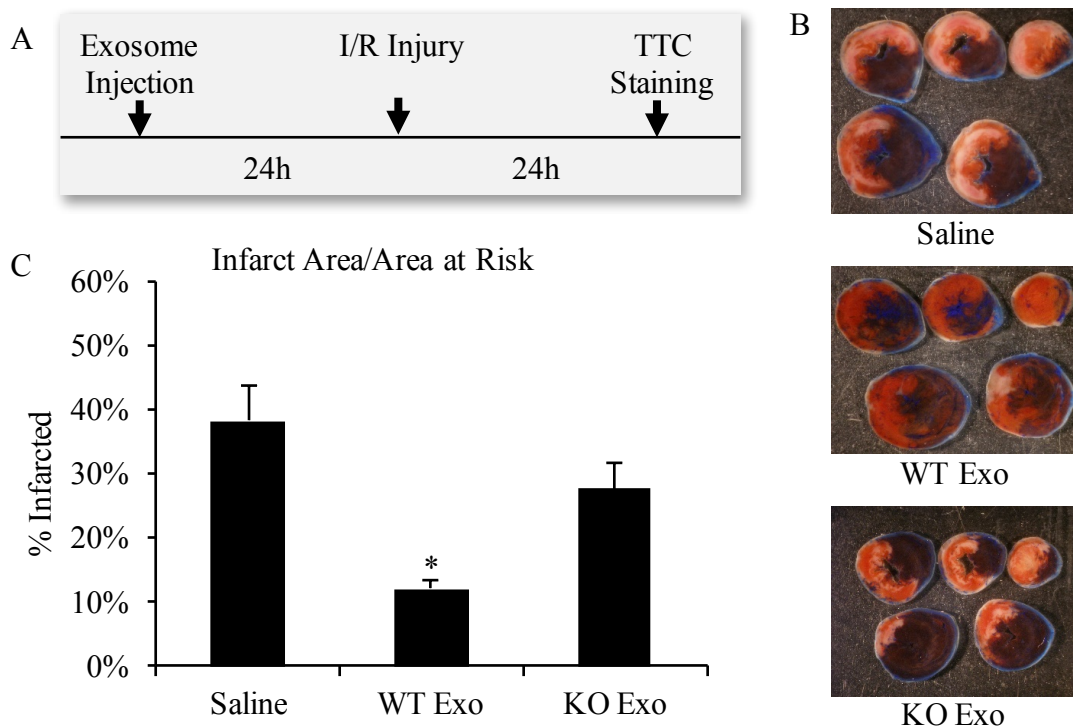 A
Exosome
Injection
I/R Injury
TTC
Staining
24h
24h
B
Saline
WT Exo
KO Exo
C
Infarct Area/Area at Risk
% Infarcted
60%
50%
40%
30%
20%
10%
0%
*
Saline
WT Exo
KO Exo